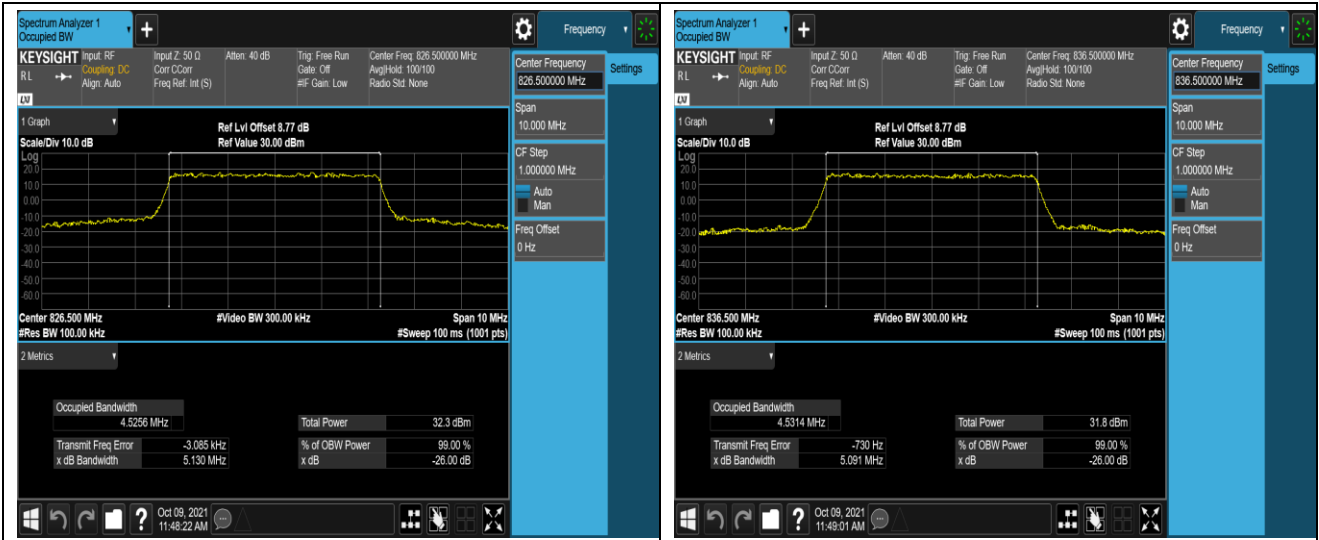 Spectrum Analyzer 1
Occupied BW
+
Frequency
KEYSIGHT
RL
LXI
Input: RF
Coupling: DC
Align: Auto
Input Z: 50 Ω
Corr CCorr
Freq Ref: Int (S)
Atten: 40 dB
Trig: Free Run
Gate: Off
#IF Gain: Low
Center Freq: 826.500000 MHz
Avg|Hold: 100/100
Radio Std: None
Center Frequency
826.500000 MHz
Settings
Span
10.000 MHz
CF Step
1.000000 MHz
Auto
Man
Freq Offset
0 Hz
1 Graph
Scale/Div 10.0 dB
Ref Lvl Offset 8.77 dB
Ref Value 30.00 dBm
Log
20.0
10.0
0.00
-10.0
-20.0
-30.0
-40.0
-50.0
-60.0
Center 826.500 MHz
#Video BW 300.00 kHz
Span 10 MHz
#Res BW 100.00 kHz
#Sweep 100 ms (1001 pts)
2 Metrics
Occupied Bandwidth
4.5256 MHz
Total Power 32.3 dBm
Transmit Freq Error -3.085 kHz
% of OBW Power 99.00 %
x dB Bandwidth 5.130 MHz
x dB -26.00 dB
?
Oct 09, 2021
11:48:22 AM
Spectrum Analyzer 1
Occupied BW
+
Frequency
KEYSIGHT
RL
LXI
Input: RF
Coupling: DC
Align: Auto
Input Z: 50 Ω
Corr CCorr
Freq Ref: Int (S)
Atten: 40 dB
Trig: Free Run
Gate: Off
#IF Gain: Low
Center Freq: 836.500000 MHz
Avg|Hold: 100/100
Radio Std: None
Center Frequency
836.500000 MHz
Settings
Span
10.000 MHz
CF Step
1.000000 MHz
Auto
Man
Freq Offset
0 Hz
1 Graph
Scale/Div 10.0 dB
Ref Lvl Offset 8.77 dB
Ref Value 30.00 dBm
Log
20.0
10.0
0.00
-10.0
-20.0
-30.0
-40.0
-50.0
-60.0
Center 836.500 MHz
#Video BW 300.00 kHz
Span 10 MHz
#Res BW 100.00 kHz
#Sweep 100 ms (1001 pts)
2 Metrics
Occupied Bandwidth
4.5314 MHz
Total Power 31.8 dBm
Transmit Freq Error -730 Hz
% of OBW Power 99.00 %
x dB Bandwidth 5.091 MHz
x dB -26.00 dB
?
Oct 09, 2021
11:49:01 AM